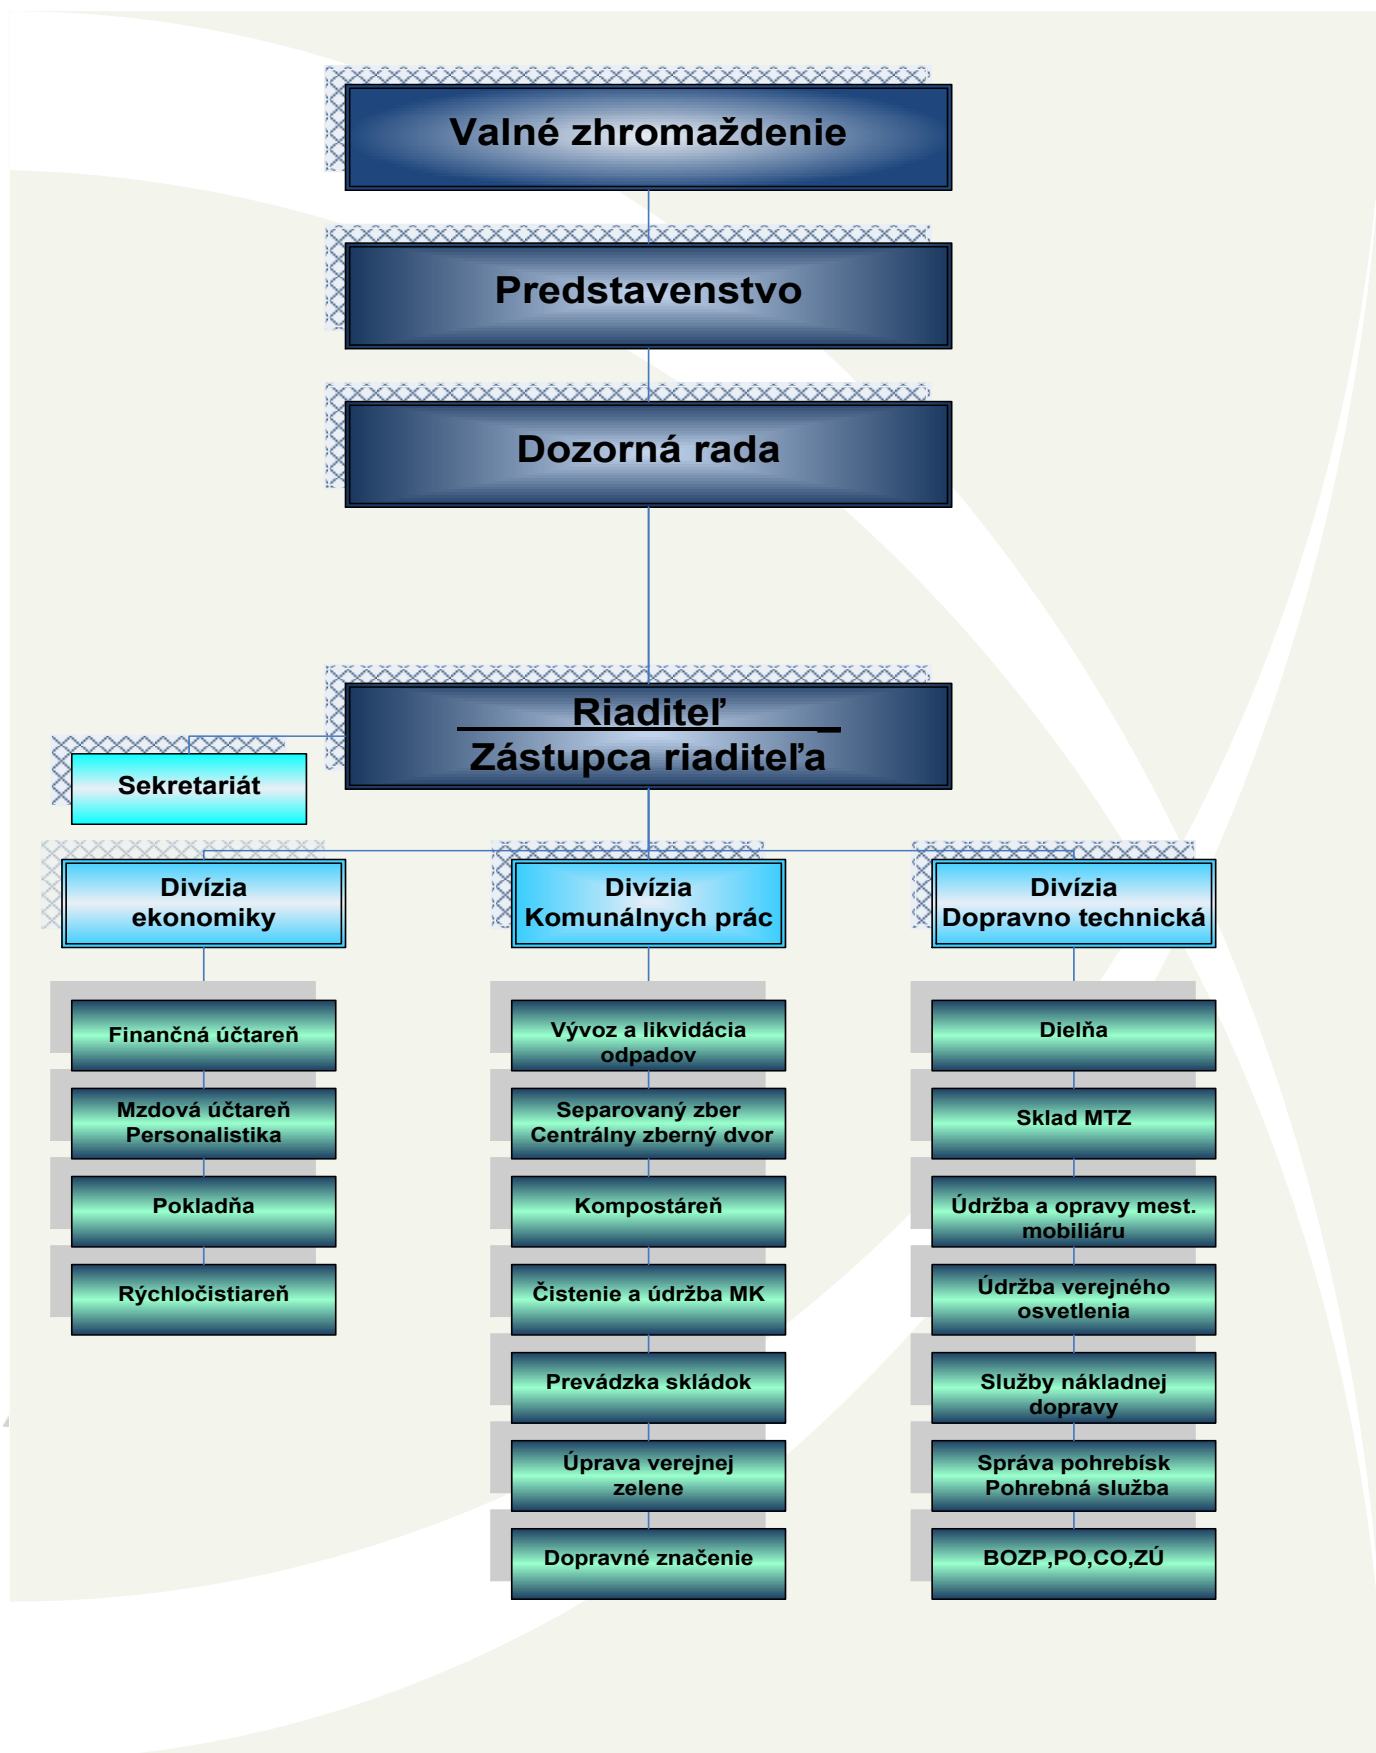 Valné zhromaždenie
Predstavenstvo
Dozorná rada
Riaditeľ
Zástupca riaditeľa
Sekretariát
Divízia
ekonomiky
Finančná účtareň
Mzdová účtareň
Personalistika
Pokladňa
Rýchločistiareň
Divízia
Komunálnych prác
Vývoz a likvidácia
odpadov
Separovaný zber
Centrálny zberný dvor
Kompostáreň
Čistenie a údržba MK
Prevádzka skládok
Úprava verejnej
zelene
Dopravné značenie
Divízia
Dopravno technická
Dielňa
Sklad MTZ
Údržba a opravy mest.
mobiliáru
Údržba verejného
osvetlenia
Služby nákladnej
dopravy
Správa pohrebísk
Pohrebná služba
BOZP,PO,CO,ZÚ